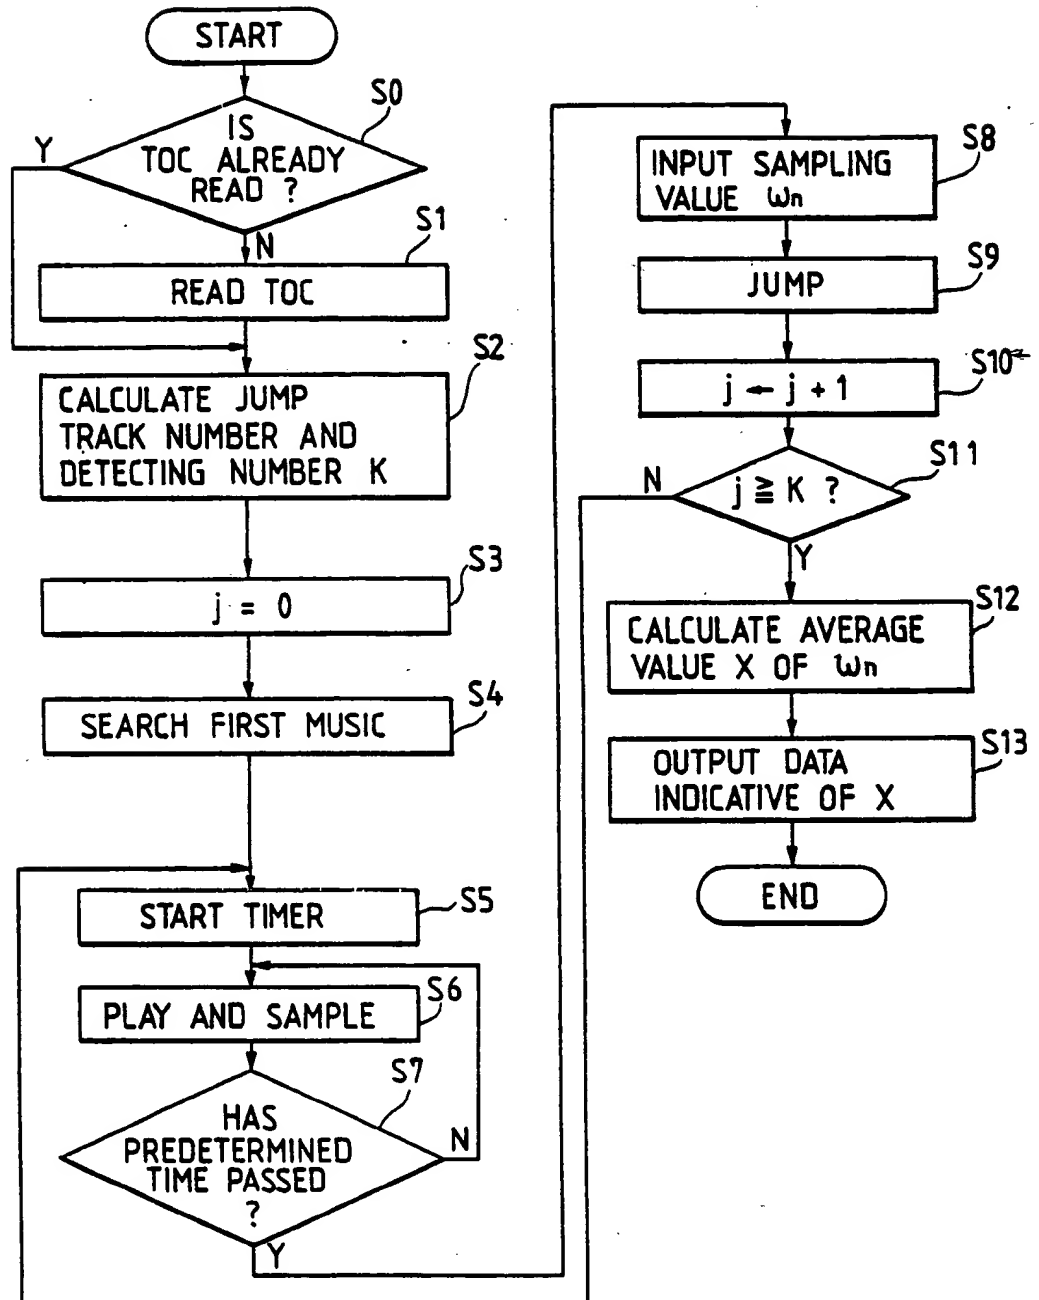 START
S0
IS
TOC ALREADY
READ ?
Y
N
S1
READ TOC
S2
CALCULATE JUMP
TRACK NUMBER AND
DETECTING NUMBER K
S3
j = 0
S4
SEARCH FIRST MUSIC
S5
START TIMER
S6
PLAY AND SAMPLE
S7
HAS
PREDETERMINED
TIME PASSED
?
N
Y
S8
INPUT SAMPLING
VALUE ωn
S9
JUMP
S10
j ← j + 1
S11
j ≧ K ?
N
Y
S12
CALCULATE AVERAGE
VALUE X OF ωn
S13
OUTPUT DATA
INDICATIVE OF X
END